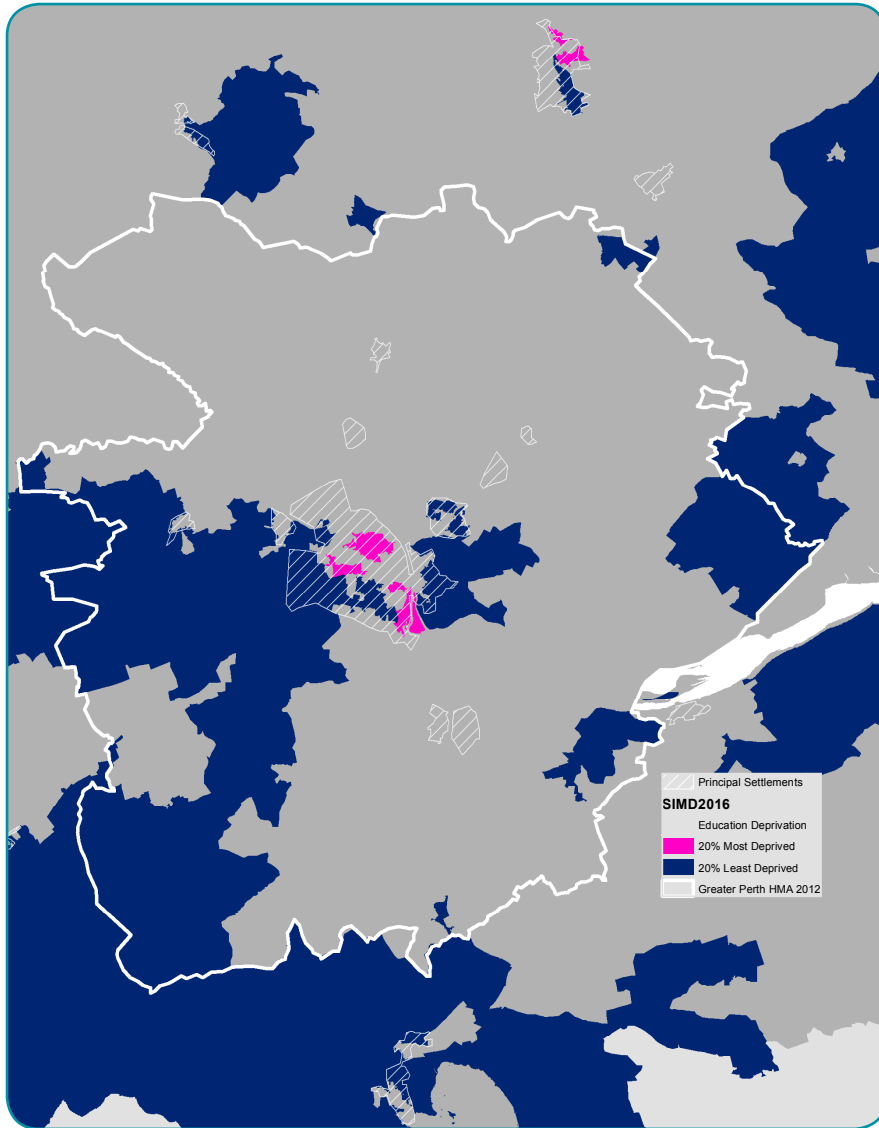 Principal Settlements
SIMD2016
Education Deprivation
20% Most Deprived
20% Least Deprived
Greater Perth HMA 2012